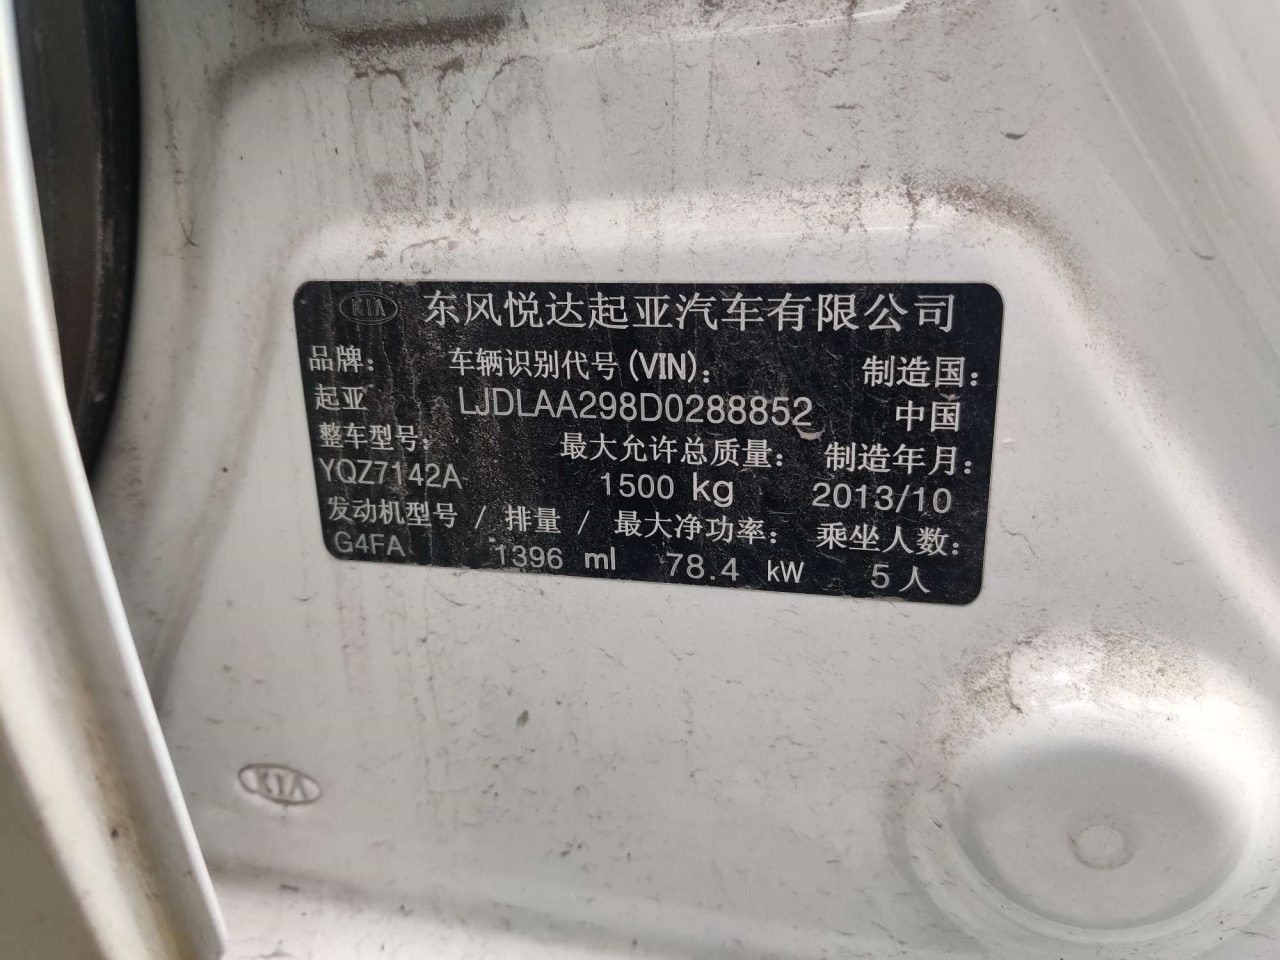 KIA 东风悦达起亚汽车有限公司
品牌： 车辆识别代号(VIN)： 制造国：
起亚 LJDLAA298D0288852 中国
整车型号： 最大允许总质量： 制造年月：
YQZ7142A 1500 kg 2013/10
发动机型号 / 排量 / 最大净功率： 乘坐人数：
G4FA 1396 ml 78.4 kW 5人
KIA